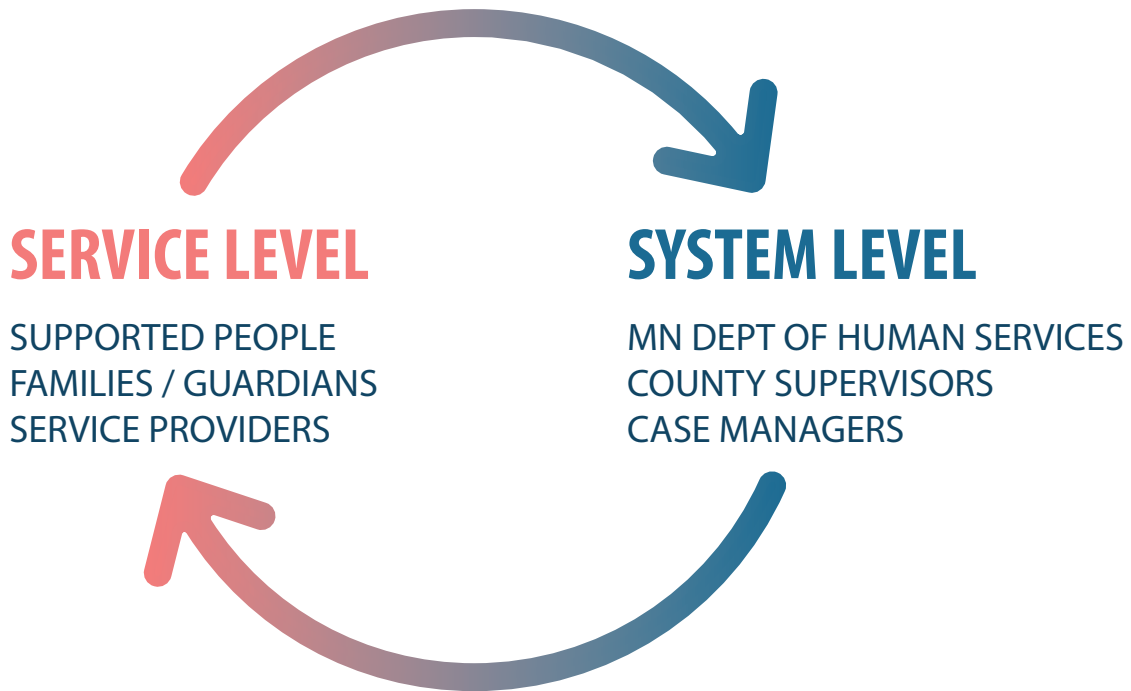 SERVICE LEVEL
SUPPORTED PEOPLE
FAMILIES / GUARDIANS
SERVICE PROVIDERS
SYSTEM LEVEL
MN DEPT OF HUMAN SERVICES
COUNTY SUPERVISORS
CASE MANAGERS